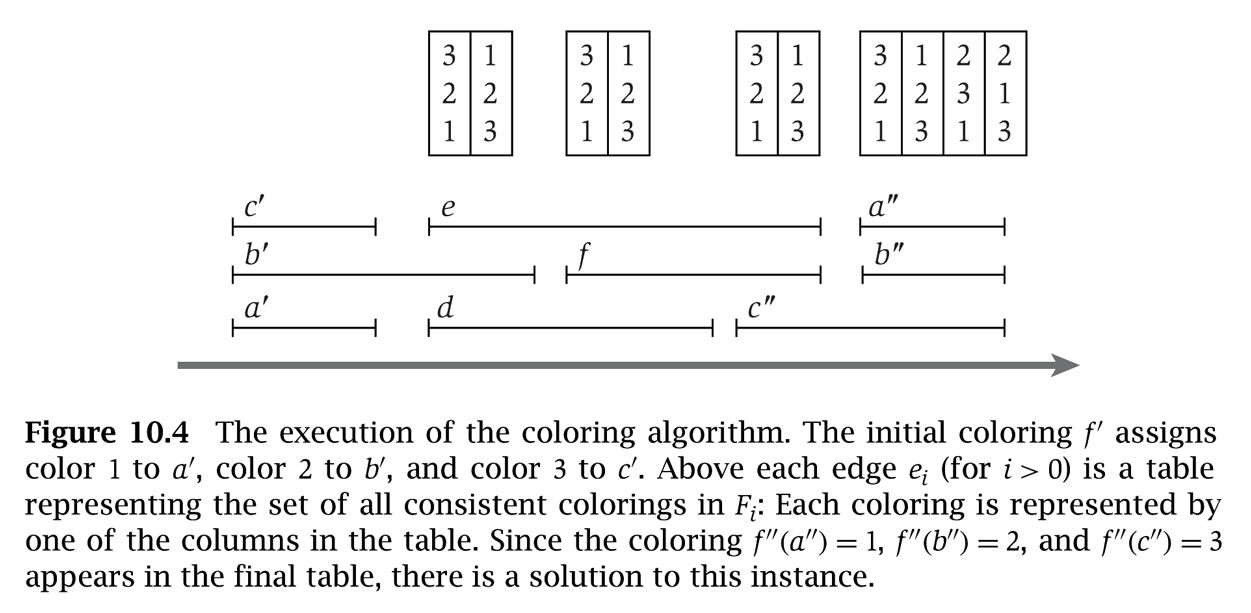 3 1 3 1 3 1 3 1 2 2
2 2 2 2 2 2 2 2 3 1
1 3 1 3 1 3 1 3 1 3
c′ e a″
b′ f b″
a′ d c″
Figure 10.4 The execution of the coloring algorithm. The initial coloring f′ assigns
color 1 to a′, color 2 to b′, and color 3 to c′. Above each edge eᵢ (for i > 0) is a table
representing the set of all consistent colorings in Fᵢ: Each coloring is represented by
one of the columns in the table. Since the coloring f″(a″) = 1, f″(b″) = 2, and f″(c″) = 3
appears in the final table, there is a solution to this instance.